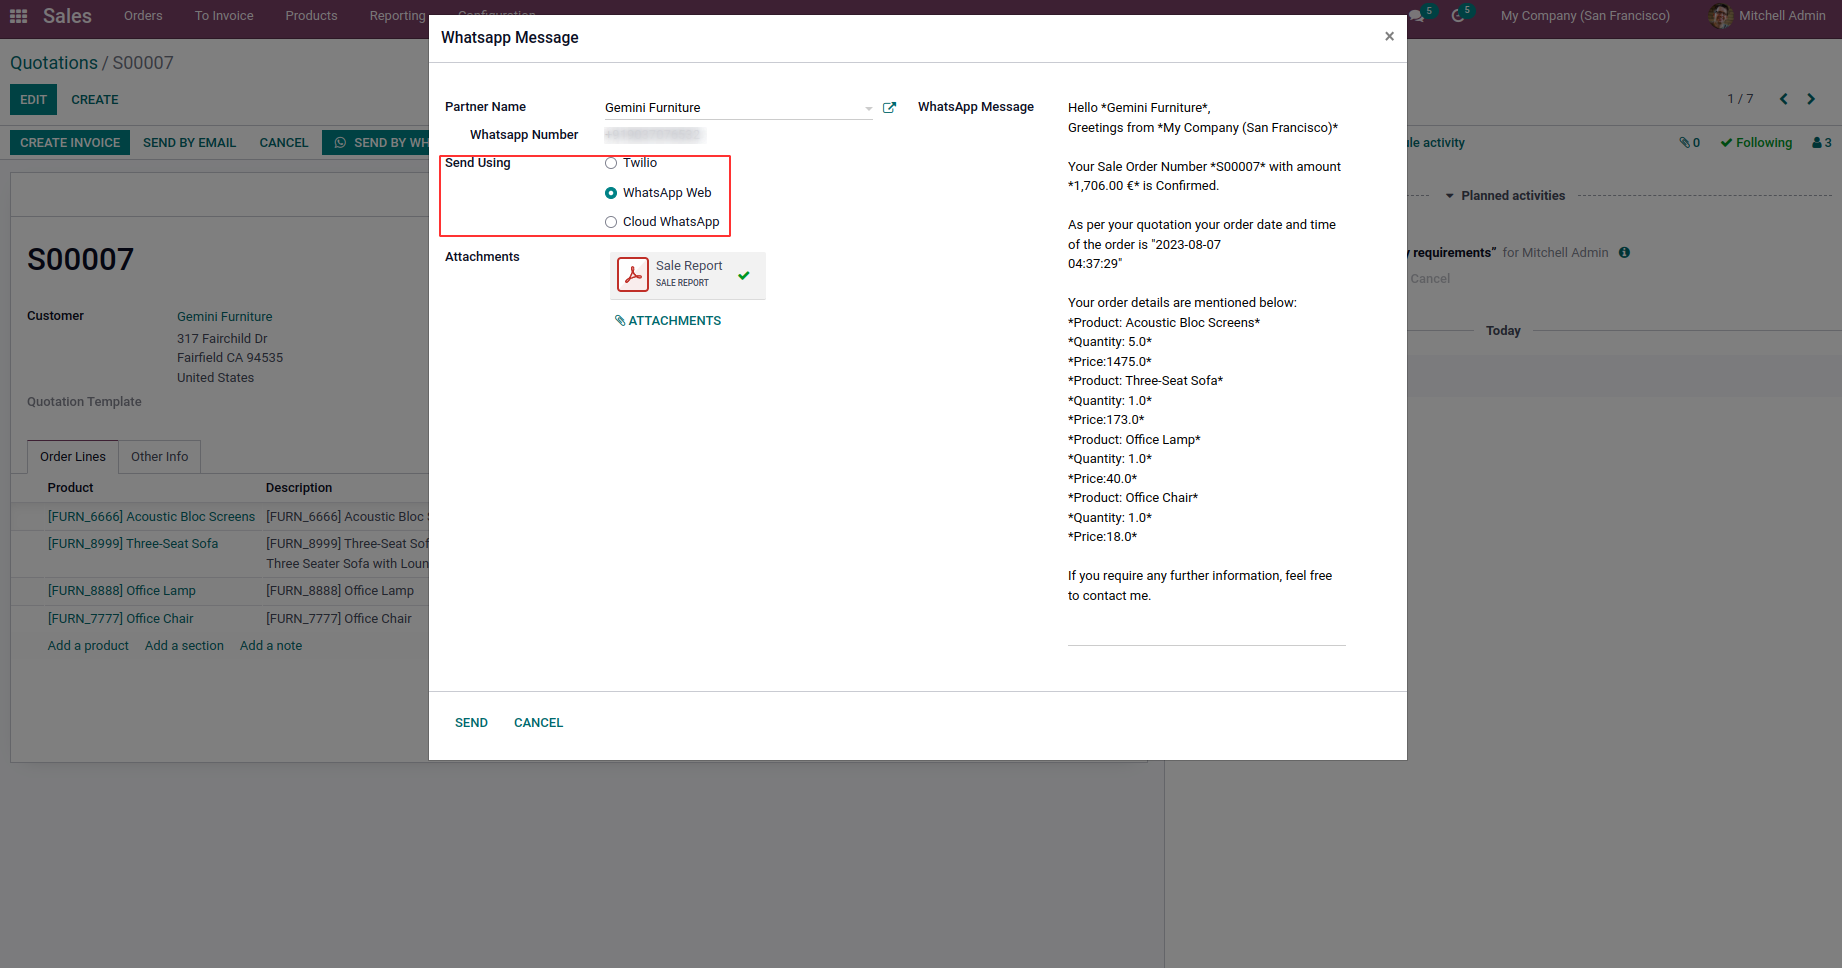 Sales Orders To Invoice Products Reporting Configuration 5 5 My Company (San Francisco) Mitchell Admin
Quotations / S00007
EDIT CREATE
1 / 7
CREATE INVOICE SEND BY EMAIL CANCEL SEND BY WH
activity 0 Following 3
Planned activities
requirements” for Mitchell Admin
Cancel
Today
S00007
Customer Gemini Furniture
317 Fairchild Dr
Fairfield CA 94535
United States
Quotation Template
Order Lines Other Info
Product Description
[FURN_6666] Acoustic Bloc Screens [FURN_6666] Acoustic Bloc
[FURN_8999] Three-Seat Sofa [FURN_8999] Three-Seat Sof
Three Seater Sofa with Loun
[FURN_8888] Office Lamp [FURN_8888] Office Lamp
[FURN_7777] Office Chair [FURN_7777] Office Chair
Add a product Add a section Add a note
Whatsapp Message ×
Partner Name Gemini Furniture
Whatsapp Number
Send Using Twilio
WhatsApp Web
Cloud WhatsApp
Attachments Sale Report
SALE REPORT
ATTACHMENTS
WhatsApp Message
Hello *Gemini Furniture*,
Greetings from *My Company (San Francisco)*
Your Sale Order Number *S00007* with amount
*1,706.00 €* is Confirmed.
As per your quotation your order date and time
of the order is "2023-08-07
04:37:29"
Your order details are mentioned below:
*Product: Acoustic Bloc Screens*
*Quantity: 5.0*
*Price:1475.0*
*Product: Three-Seat Sofa*
*Quantity: 1.0*
*Price:173.0*
*Product: Office Lamp*
*Quantity: 1.0*
*Price:40.0*
*Product: Office Chair*
*Quantity: 1.0*
*Price:18.0*
If you require any further information, feel free
to contact me.
SEND CANCEL